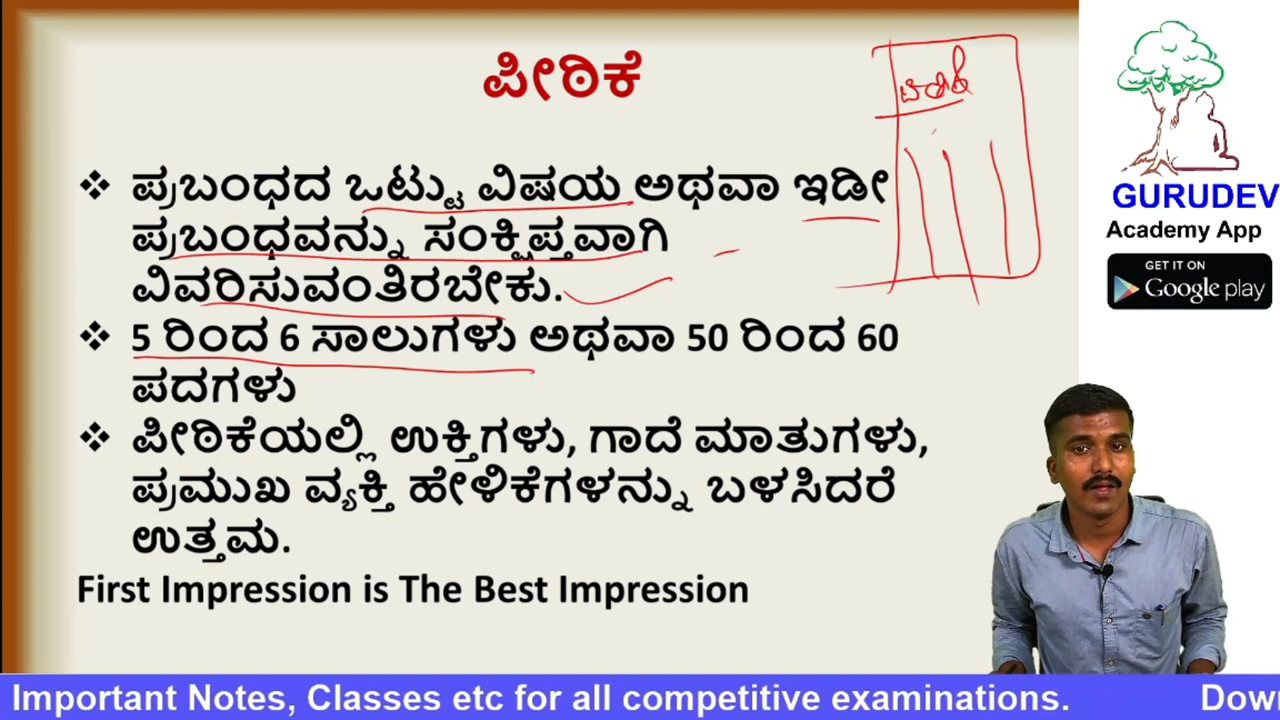 ಪೀಠಿಕೆ
ಪೀಠಿಕೆ
❖ ಪ್ರಬಂಧದ ಒಟ್ಟು ವಿಷಯ ಅಥವಾ ಇಡೀ
ಪ್ರಬಂಧವನ್ನು ಸಂಕ್ಷಿಪ್ತವಾಗಿ
ವಿವರಿಸುವಂತಿರಬೇಕು.
❖ 5 ರಿಂದ 6 ಸಾಲುಗಳು ಅಥವಾ 50 ರಿಂದ 60
ಪದಗಳು
❖ ಪೀಠಿಕೆಯಲ್ಲಿ ಉಕ್ತಿಗಳು, ಗಾದೆ ಮಾತುಗಳು,
ಪ್ರಮುಖ ವ್ಯಕ್ತಿ ಹೇಳಿಕೆಗಳನ್ನು ಬಳಸಿದರೆ
ಉತ್ತಮ.
First Impression is The Best Impression
GURUDEV
Academy App
GET IT ON
Google play
Important Notes, Classes etc for all competitive examinations. Down